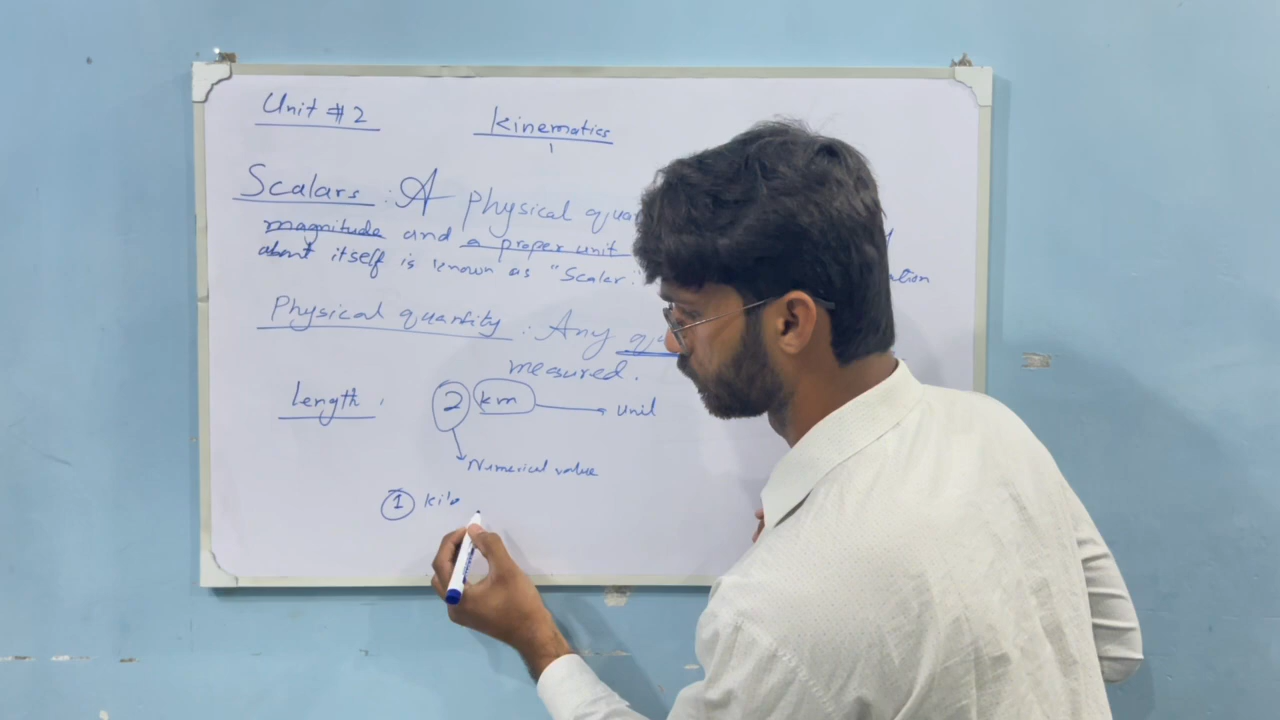 Unit # 2
Kinematics
Scalars : A physical qua
magnitude and a proper unit
about itself is known as "Scalar.
ation
Physical quantity : Any qu
measured.
Length .
2 km → Unit
Numerical value
1 kilo